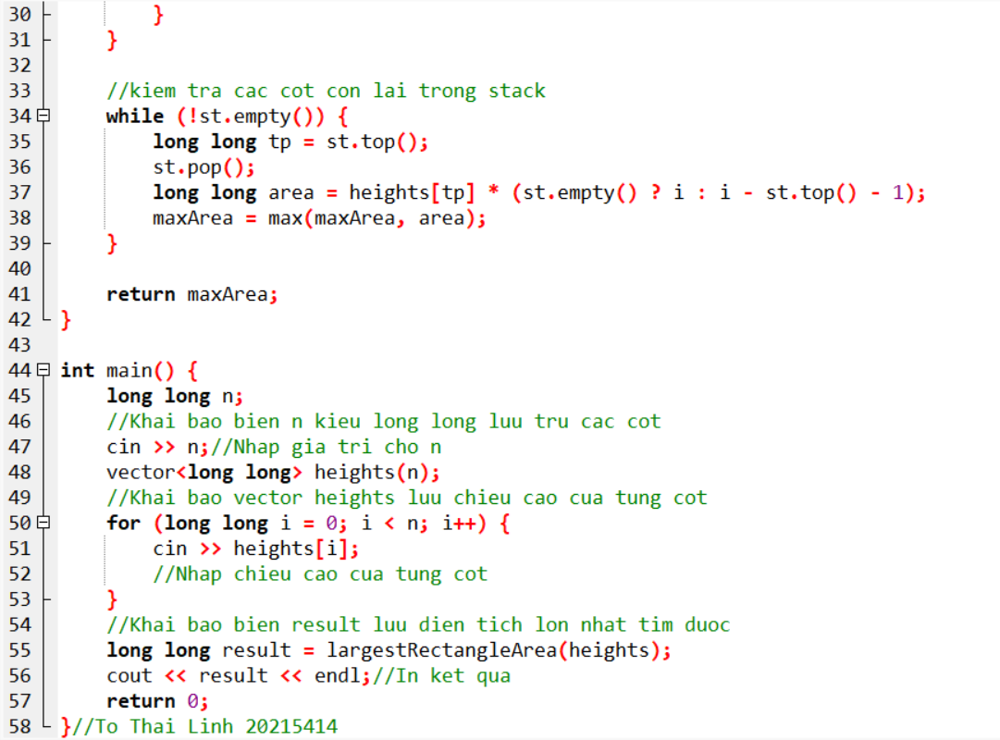 30 }
31 }
32
33 //kiem tra cac cot con lai trong stack
34 while (!st.empty()) {
35 long long tp = st.top();
36 st.pop();
37 long long area = heights[tp] * (st.empty() ? i : i - st.top() - 1);
38 maxArea = max(maxArea, area);
39 }
40
41 return maxArea;
42 }
43
44 int main() {
45 long long n;
46 //Khai bao bien n kieu long long luu tru cac cot
47 cin >> n;//Nhap gia tri cho n
48 vector<long long> heights(n);
49 //Khai bao vector heights luu chieu cao cua tung cot
50 for (long long i = 0; i < n; i++) {
51 cin >> heights[i];
52 //Nhap chieu cao cua tung cot
53 }
54 //Khai bao bien result luu dien tich lon nhat tim duoc
55 long long result = largestRectangleArea(heights);
56 cout << result << endl;//In ket qua
57 return 0;
58 }//To Thai Linh 20215414